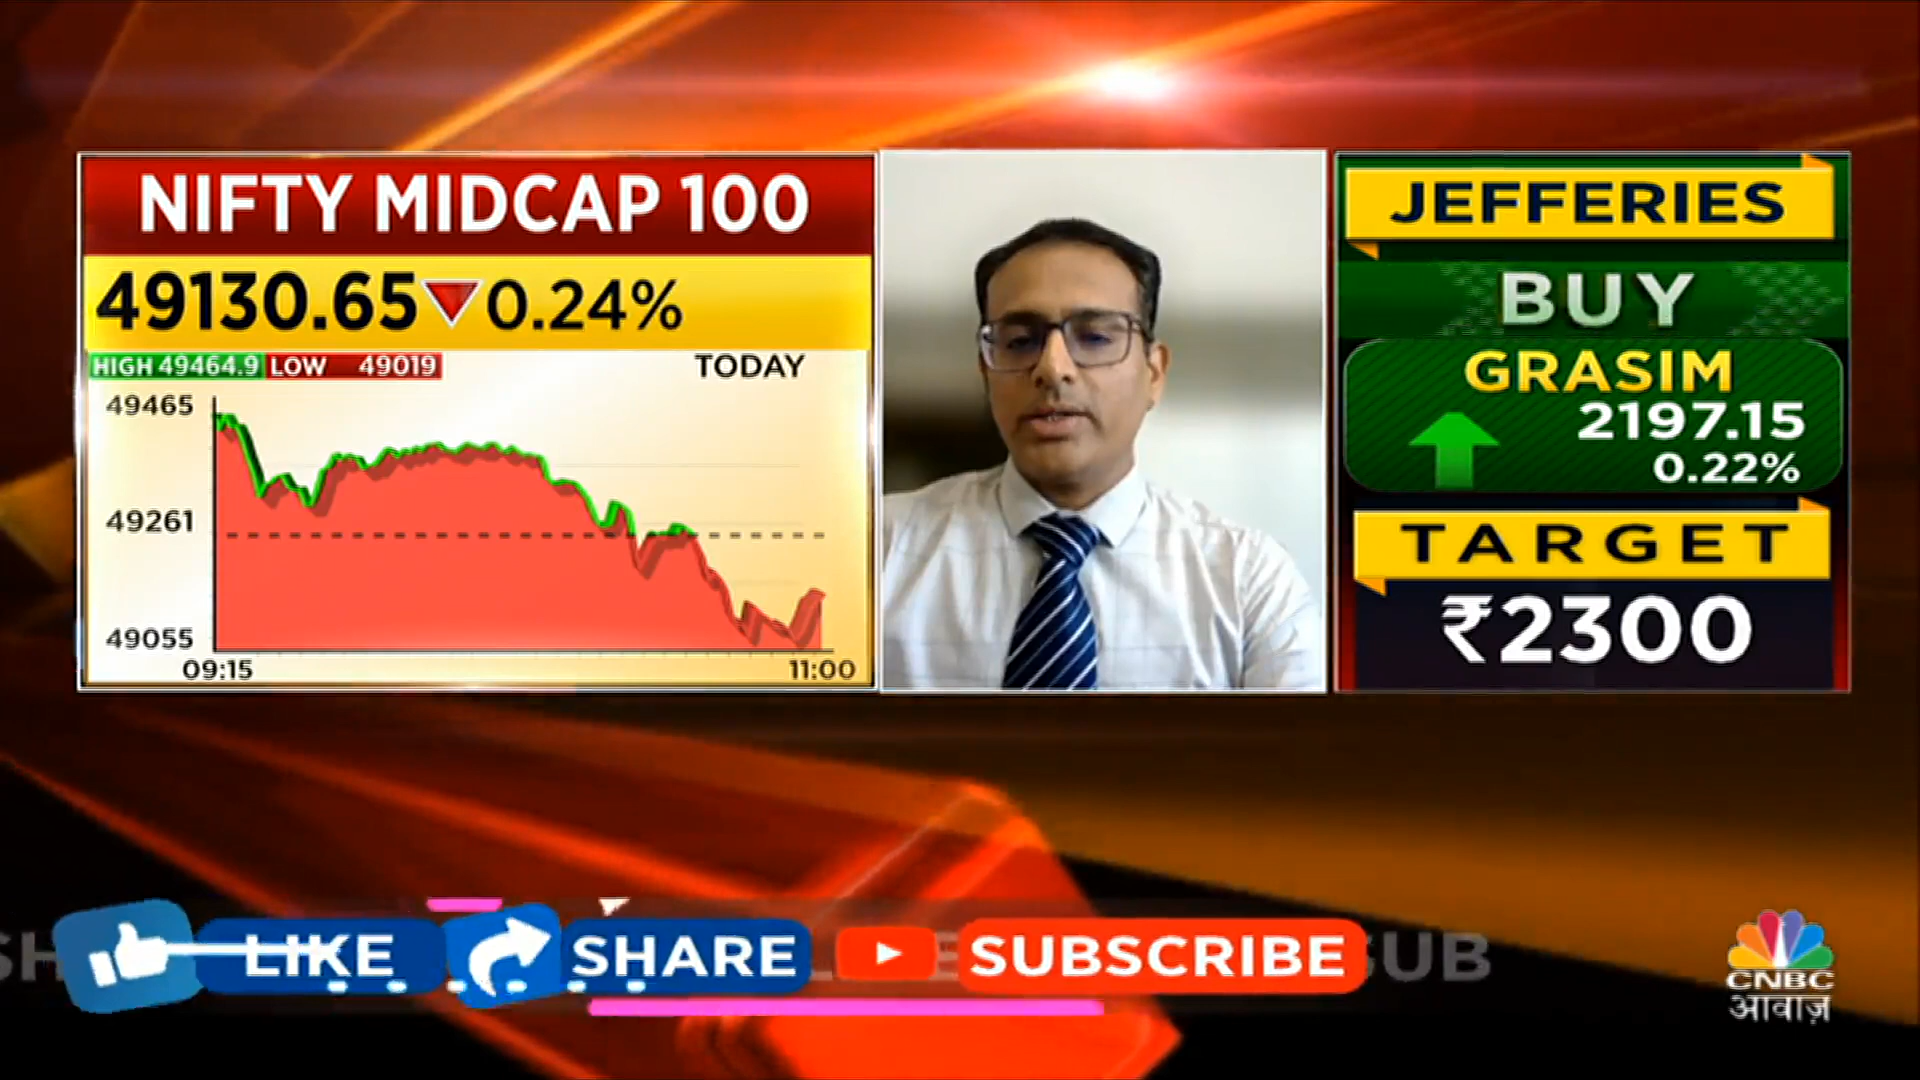 NIFTY MIDCAP 100
49130.65 0.24%
HIGH 49464.9 LOW 49019 TODAY
49465
49261
49055
09:15 11:00
JEFFERIES
BUY
GRASIM
2197.15
0.22%
TARGET
₹2300
LIKE SHARE SUBSCRIBE
CNBC
आवाज़